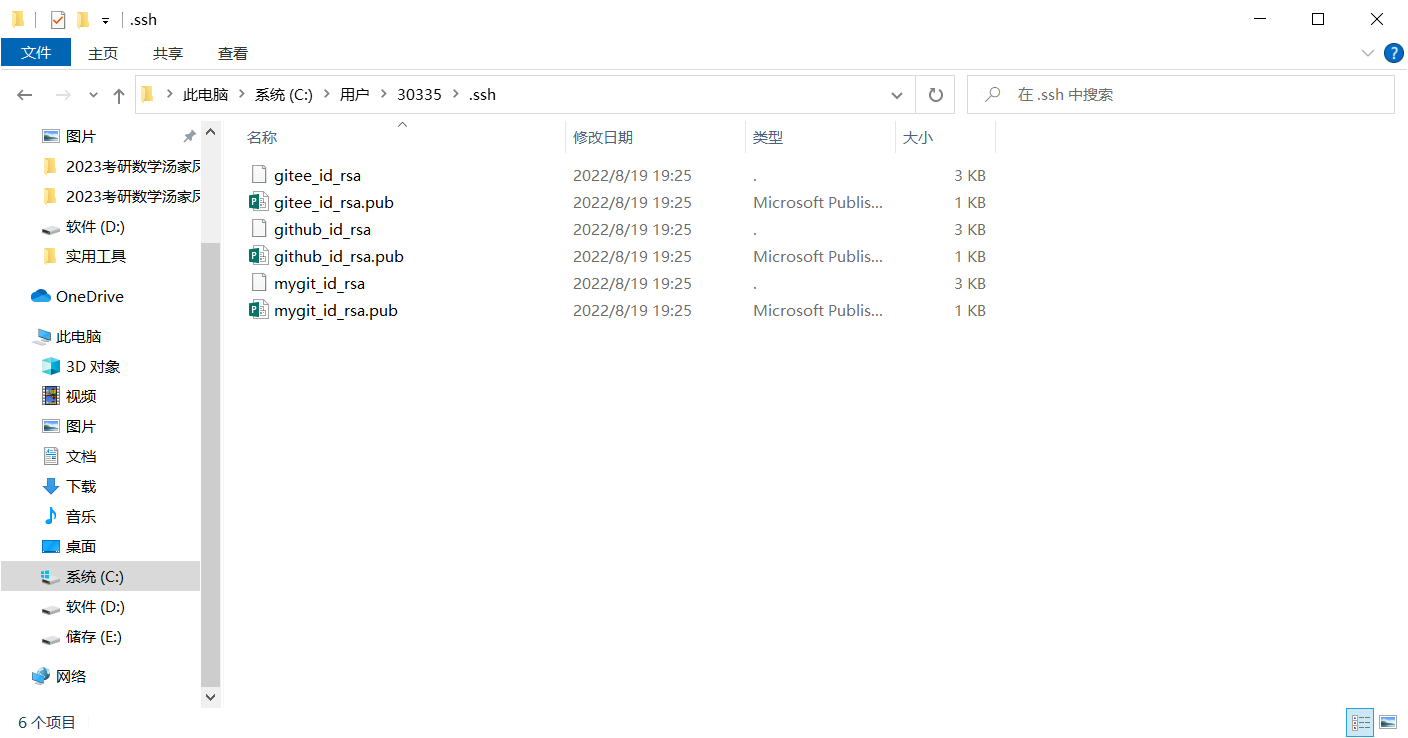 .ssh
文件 主页 共享 查看
此电脑 系统 (C:) 用户 30335 .ssh 在 .ssh 中搜索
图片
2023考研数学汤家凤
2023考研数学汤家凤
软件 (D:)
实用工具
OneDrive
此电脑
3D 对象
视频
图片
文档
下载
音乐
桌面
系统 (C:)
软件 (D:)
储存 (E:)
网络
名称 修改日期 类型 大小
gitee_id_rsa 2022/8/19 19:25 . 3 KB
gitee_id_rsa.pub 2022/8/19 19:25 Microsoft Publis... 1 KB
github_id_rsa 2022/8/19 19:25 . 3 KB
github_id_rsa.pub 2022/8/19 19:25 Microsoft Publis... 1 KB
mygit_id_rsa 2022/8/19 19:25 . 3 KB
mygit_id_rsa.pub 2022/8/19 19:25 Microsoft Publis... 1 KB
6 个项目